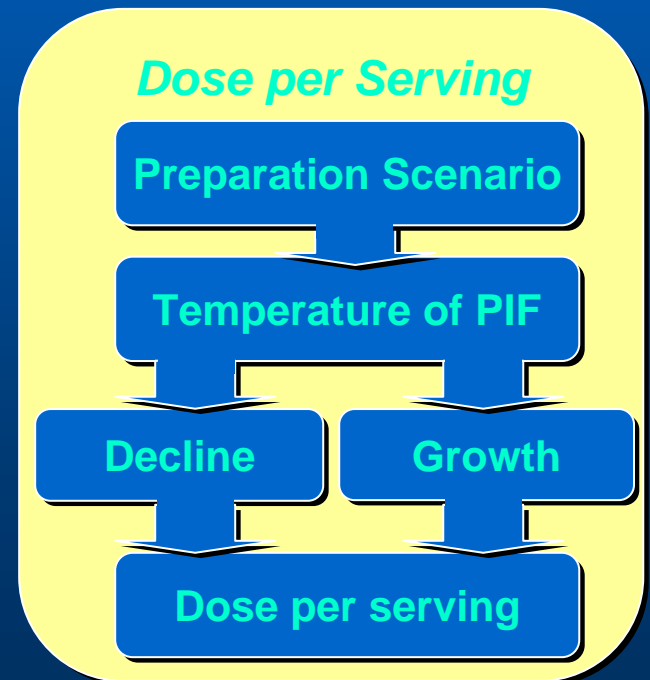 Dose per Serving
Preparation Scenario
Temperature of PIF
Decline
Growth
Dose per serving